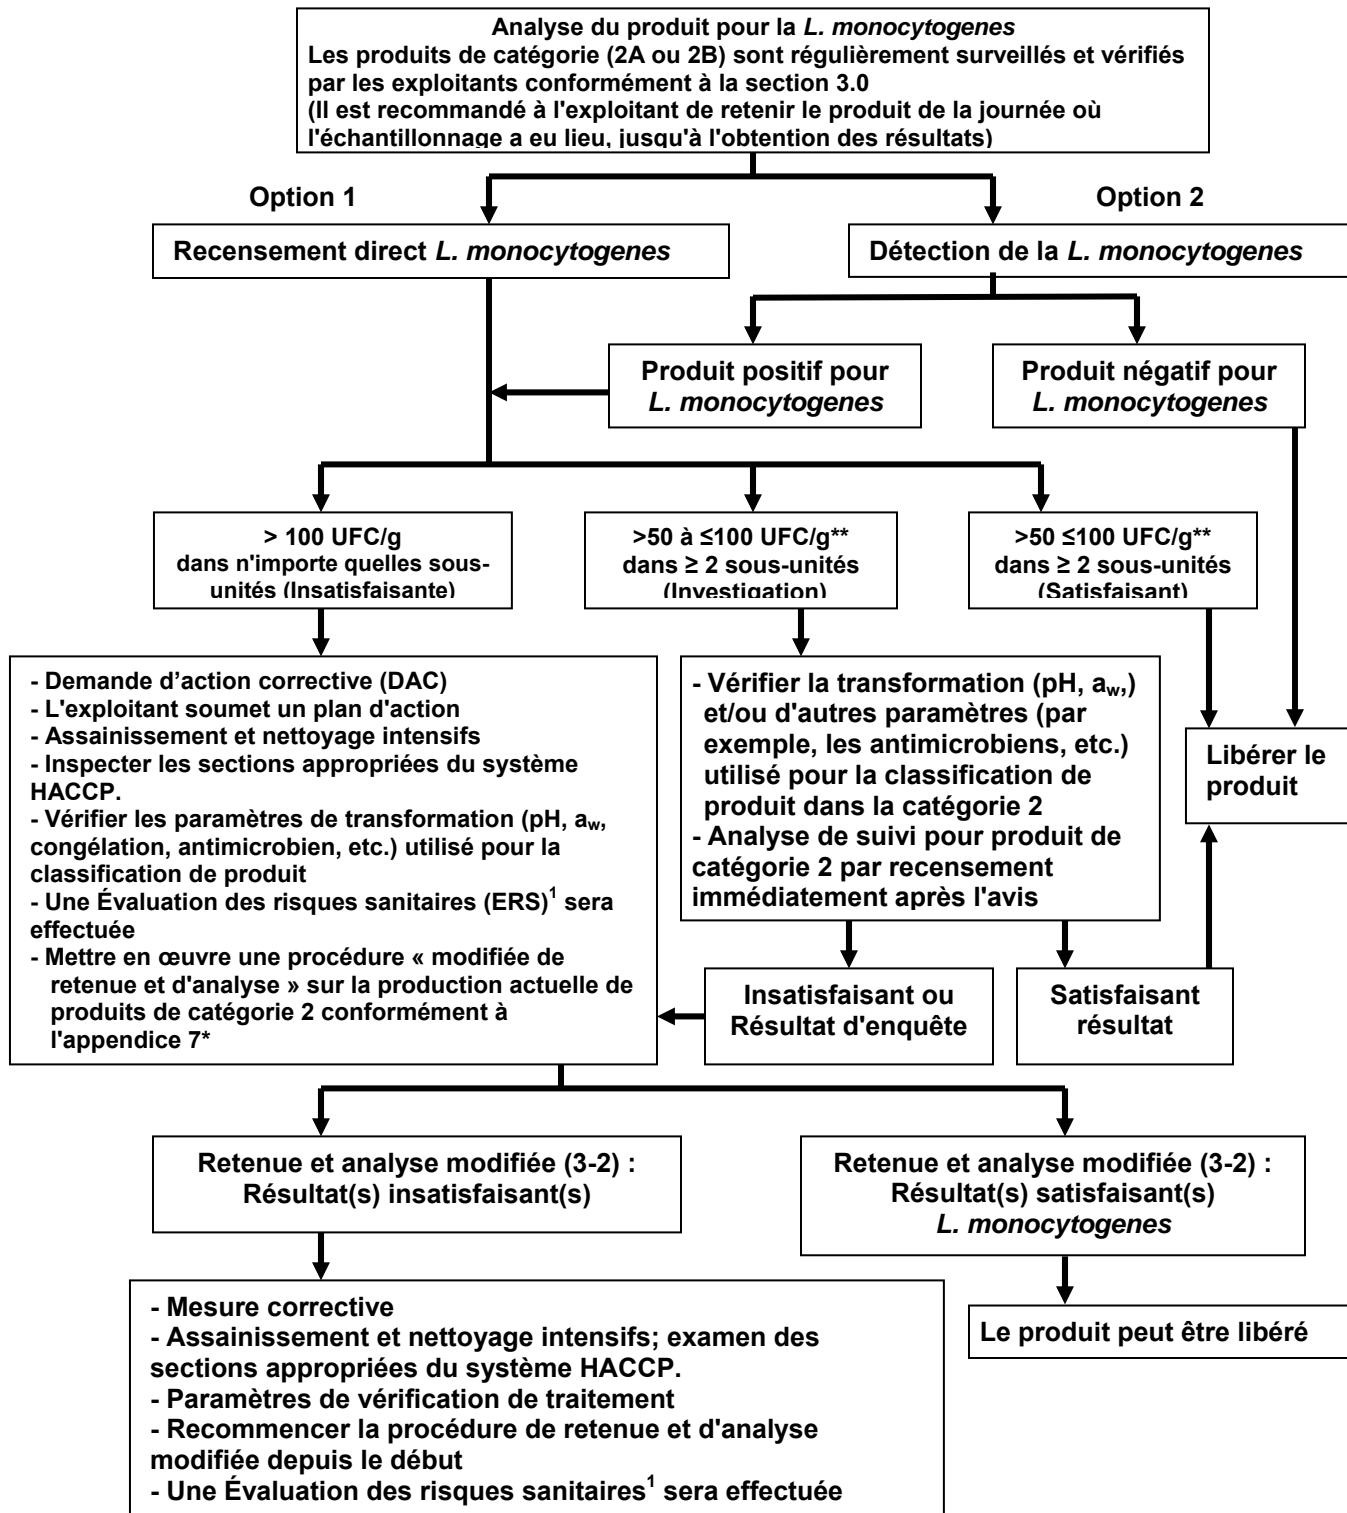 Analyse du produit pour la L. monocytogenes
Les produits de catégorie (2A ou 2B) sont régulièrement surveillés et vérifiés
par les exploitants conformément à la section 3.0
(Il est recommandé à l'exploitant de retenir le produit de la journée où
l'échantillonnage a eu lieu, jusqu'à l'obtention des résultats)
Option 1
Option 2
Recensement direct L. monocytogenes
Détection de la L. monocytogenes
Produit positif pour
L. monocytogenes
Produit négatif pour
L. monocytogenes
> 100 UFC/g
dans n'importe quelles sous-
unités (Insatisfaisante)
>50 à ≤100 UFC/g**
dans ≥ 2 sous-unités
(Investigation)
>50 ≤100 UFC/g**
dans ≥ 2 sous-unités
(Satisfaisant)
- Demande d'action corrective (DAC)
- L'exploitant soumet un plan d'action
- Assainissement et nettoyage intensifs
- Inspecter les sections appropriées du système
HACCP.
- Vérifier les paramètres de transformation (pH, aw,
congélation, antimicrobien, etc.) utilisé pour la
classification de produit
- Une Évaluation des risques sanitaires (ERS)1 sera
effectuée
- Mettre en œuvre une procédure « modifiée de
retenue et d'analyse » sur la production actuelle de
produits de catégorie 2 conformément à
l'appendice 7*
- Vérifier la transformation (pH, aw,)
et/ou d'autres paramètres (par
exemple, les antimicrobiens, etc.)
utilisé pour la classification de
produit dans la catégorie 2
- Analyse de suivi pour produit de
catégorie 2 par recensement
immédiatement après l'avis
Libérer le
produit
Insatisfaisant ou
Résultat d'enquête
Satisfaisant
résultat
Retenue et analyse modifiée (3-2) :
Résultat(s) insatisfaisant(s)
Retenue et analyse modifiée (3-2) :
Résultat(s) satisfaisant(s)
L. monocytogenes
- Mesure corrective
- Assainissement et nettoyage intensifs; examen des
sections appropriées du système HACCP.
- Paramètres de vérification de traitement
- Recommencer la procédure de retenue et d'analyse
modifiée depuis le début
- Une Évaluation des risques sanitaires1 sera effectuée
Le produit peut être libéré